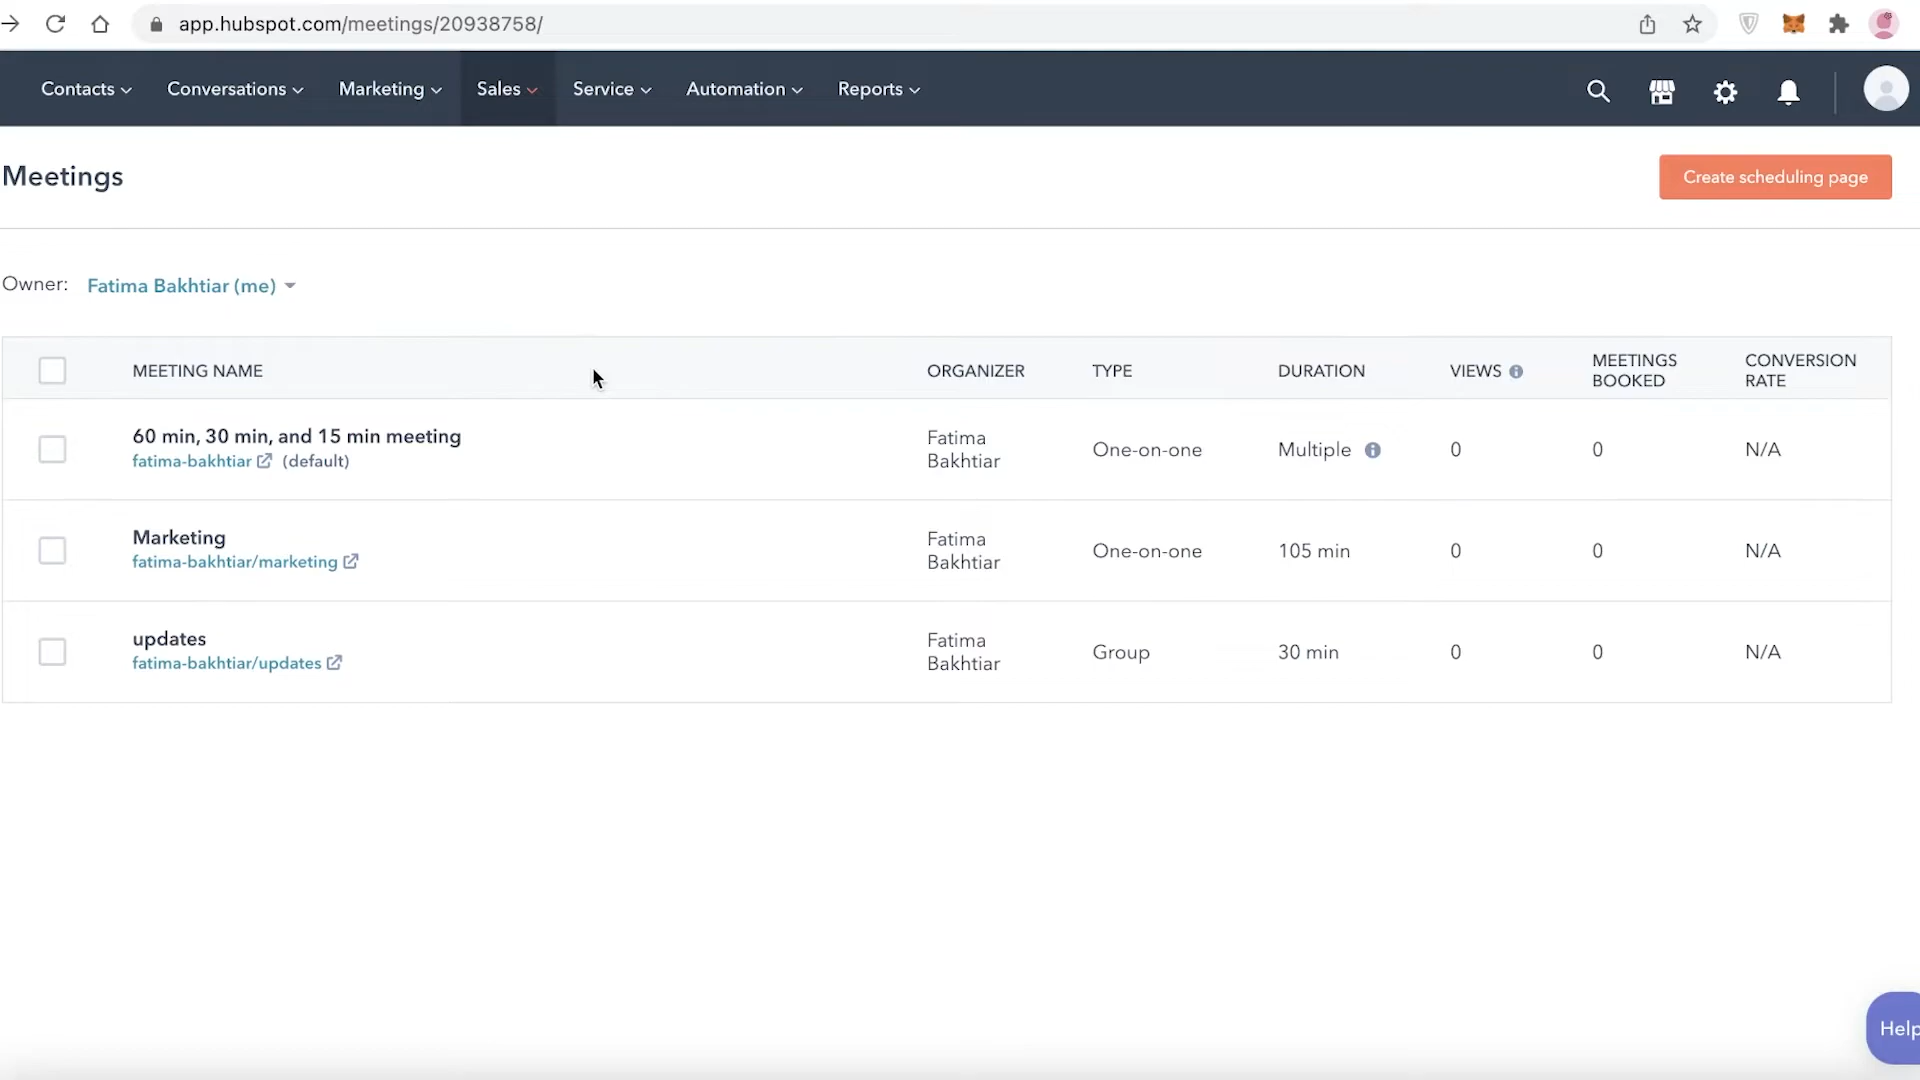 app.hubspot.com/meetings/20938758/
Contacts Conversations Marketing Sales Service Automation Reports
Meetings
Create scheduling page
Owner: Fatima Bakhtiar (me)
MEETING NAME ORGANIZER TYPE DURATION VIEWS MEETINGS BOOKED CONVERSION RATE
60 min, 30 min, and 15 min meeting
fatima-bakhtiar (default)
Fatima
Bakhtiar
One-on-one Multiple 0 0 N/A
Marketing
fatima-bakhtiar/marketing
Fatima
Bakhtiar
One-on-one 105 min 0 0 N/A
updates
fatima-bakhtiar/updates
Fatima
Bakhtiar
Group 30 min 0 0 N/A
Help